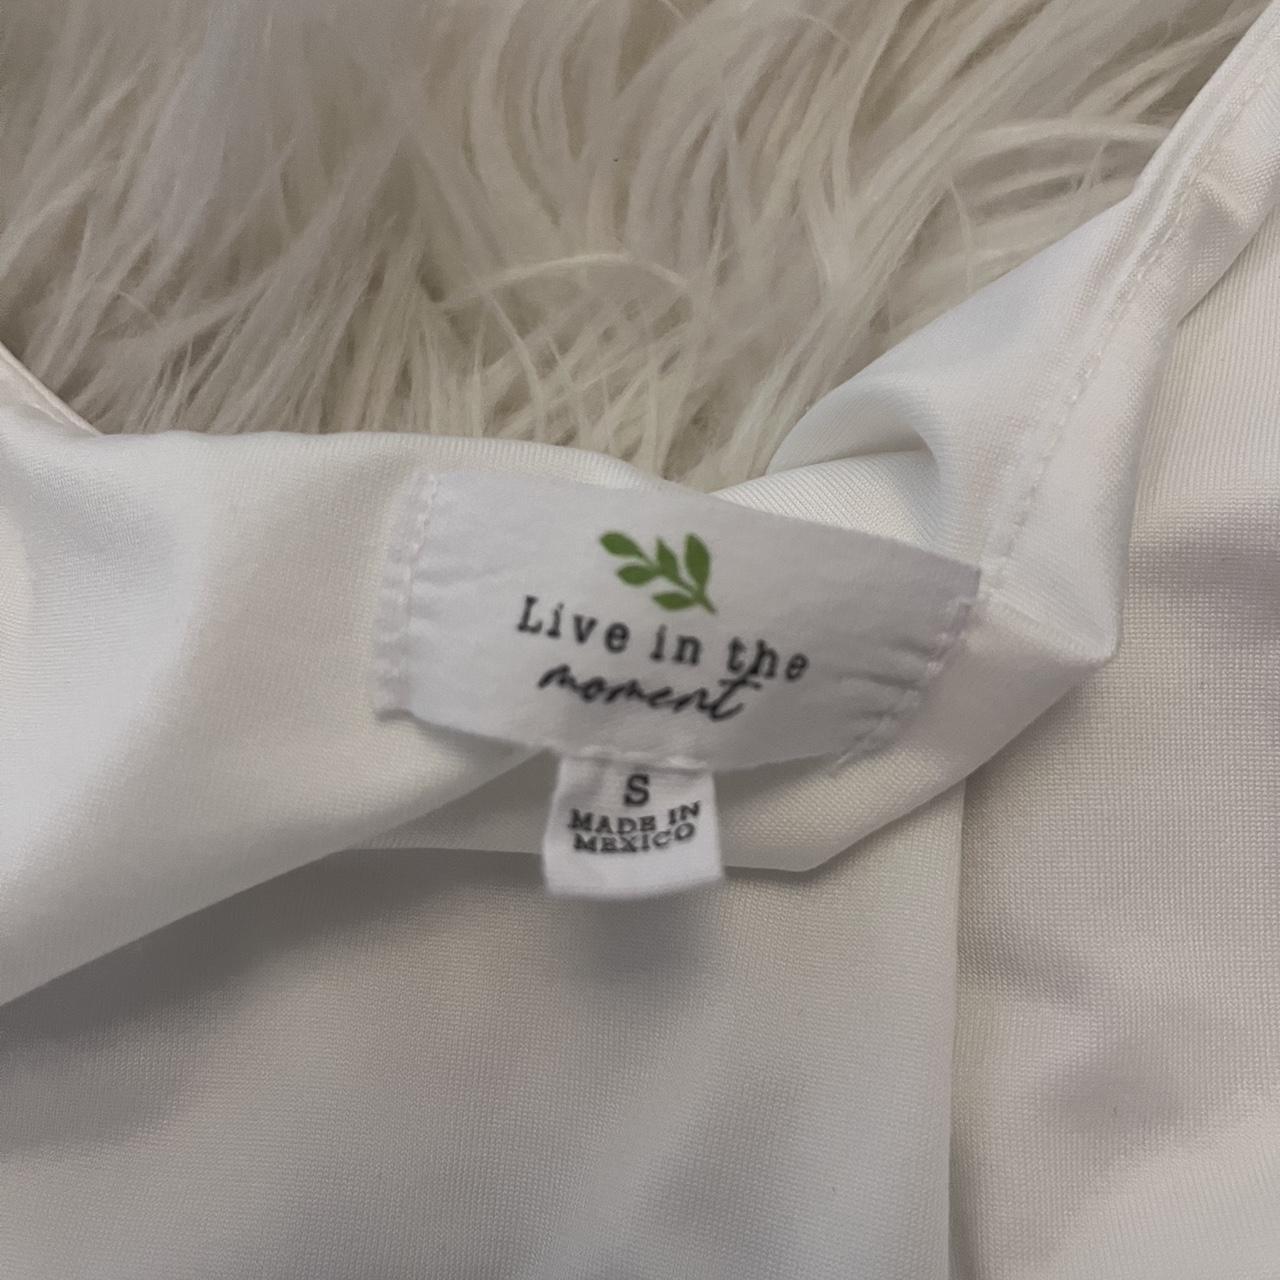 Live in the
moment
S
MADE IN
MEXICO